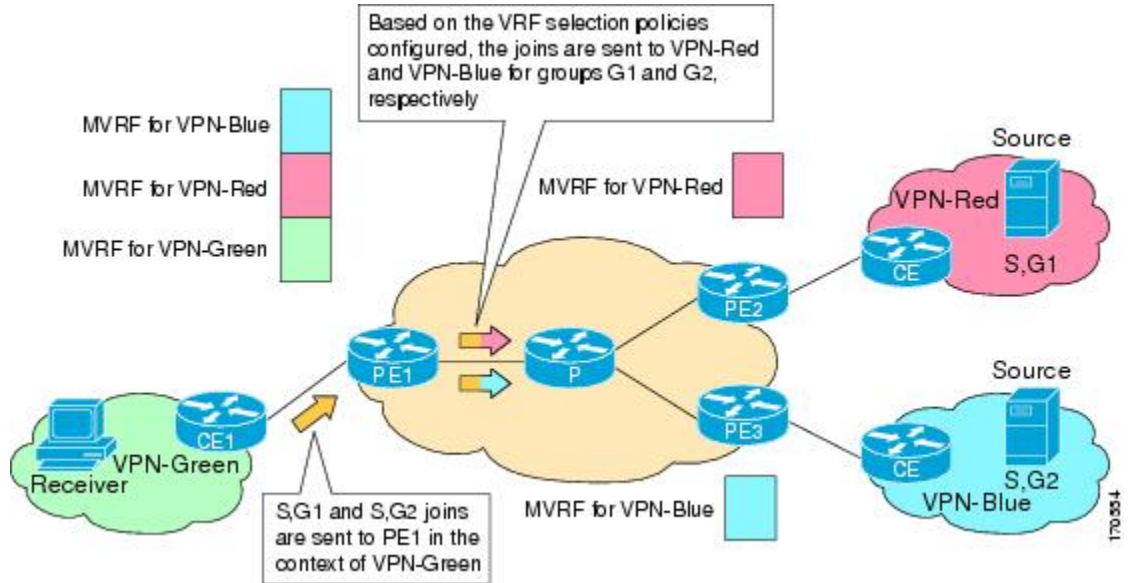 Based on the VRF selection policies
configured, the joins are sent to VPN-Red
and VPN-Blue for groups G1 and G2,
respectively
MVRF for VPN-Blue
MVRF for VPN-Red
MVRF for VPN-Green
MVRF for VPN-Red
Source
VPN-Red
CE
S,G1
PE2
PE1
P
CE1
VPN-Green
Receiver
PE3
Source
CE
S,G2
VPN-Blue
MVRF for VPN-Blue
S,G1 and S,G2 joins
are sent to PE1 in the
context of VPN-Green
170554